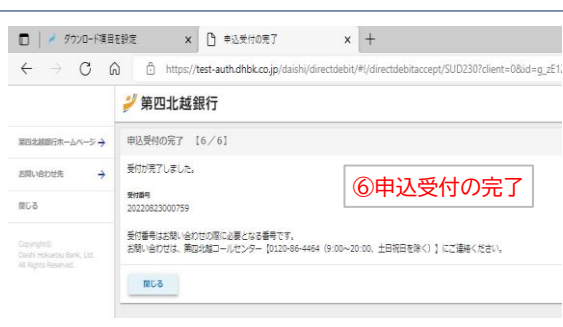 ダウンロード項目を設定
申込受付の完了
https://test-auth.dhbk.co.jp/daishi/directdebit/#!/directdebitaccept/SUD230?client=0&id=g_zE1
第四北越銀行
第四北越銀行ホームページ
お問い合わせ先
閉じる
Copyright©
Daishi Hokuetsu Bank, Ltd.
All Rights Reserved.
申込受付の完了 【6/6】
受付が完了しました。
受付番号
20220823000759
受付番号はお問い合わせの際に必要となる番号です。
お問い合わせは、第四北越コールセンター【0120-86-4464(9:00~20:00、土日祝日を除く)】にご連絡ください。
閉じる
⑥申込受付の完了